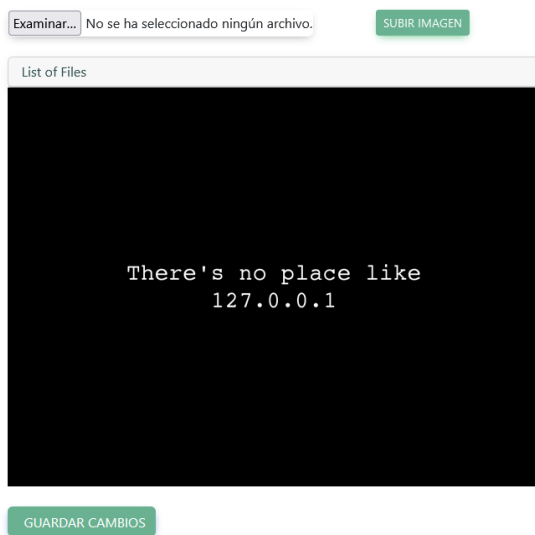 Examinar... No se ha seleccionado ningún archivo. SUBIR IMAGEN
List of Files
There's no place like
127.0.0.1
GUARDAR CAMBIOS